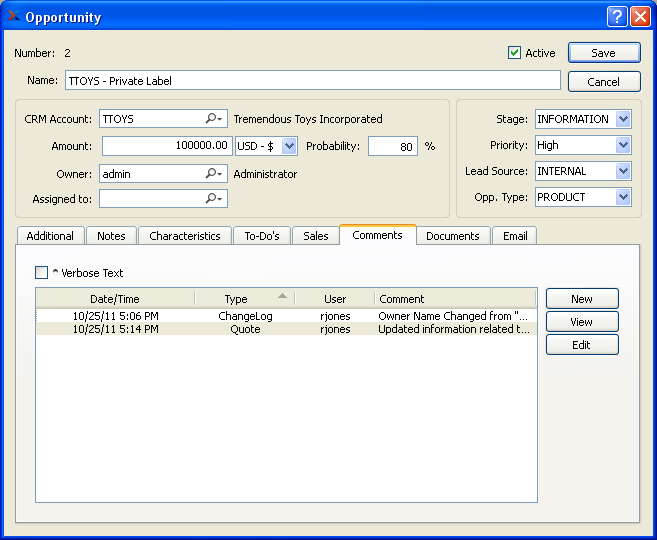 Opportunity
Number: 2
Active
Save
Name: TTOYS - Private Label
Cancel
CRM Account: TTOYS Tremendous Toys Incorporated
Amount: 100000.00 USD - $ Probability: 80 %
Owner: admin Administrator
Assigned to:
Stage: INFORMATION
Priority: High
Lead Source: INTERNAL
Opp. Type: PRODUCT
Additional Notes Characteristics To-Do's Sales Comments Documents Email
^ Verbose Text
Date/Time Type User Comment
10/25/11 5:06 PM ChangeLog rjones Owner Name Changed from "...
10/25/11 5:14 PM Quote rjones Updated information related t...
New
View
Edit